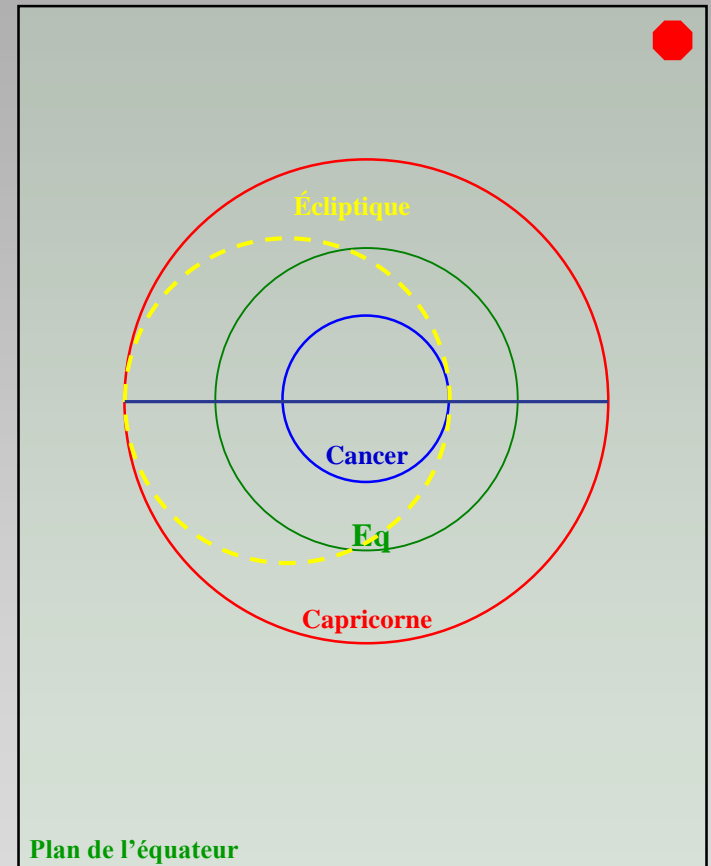 Écliptique
Cancer
Eq
Capricorne
Plan de l’équateur